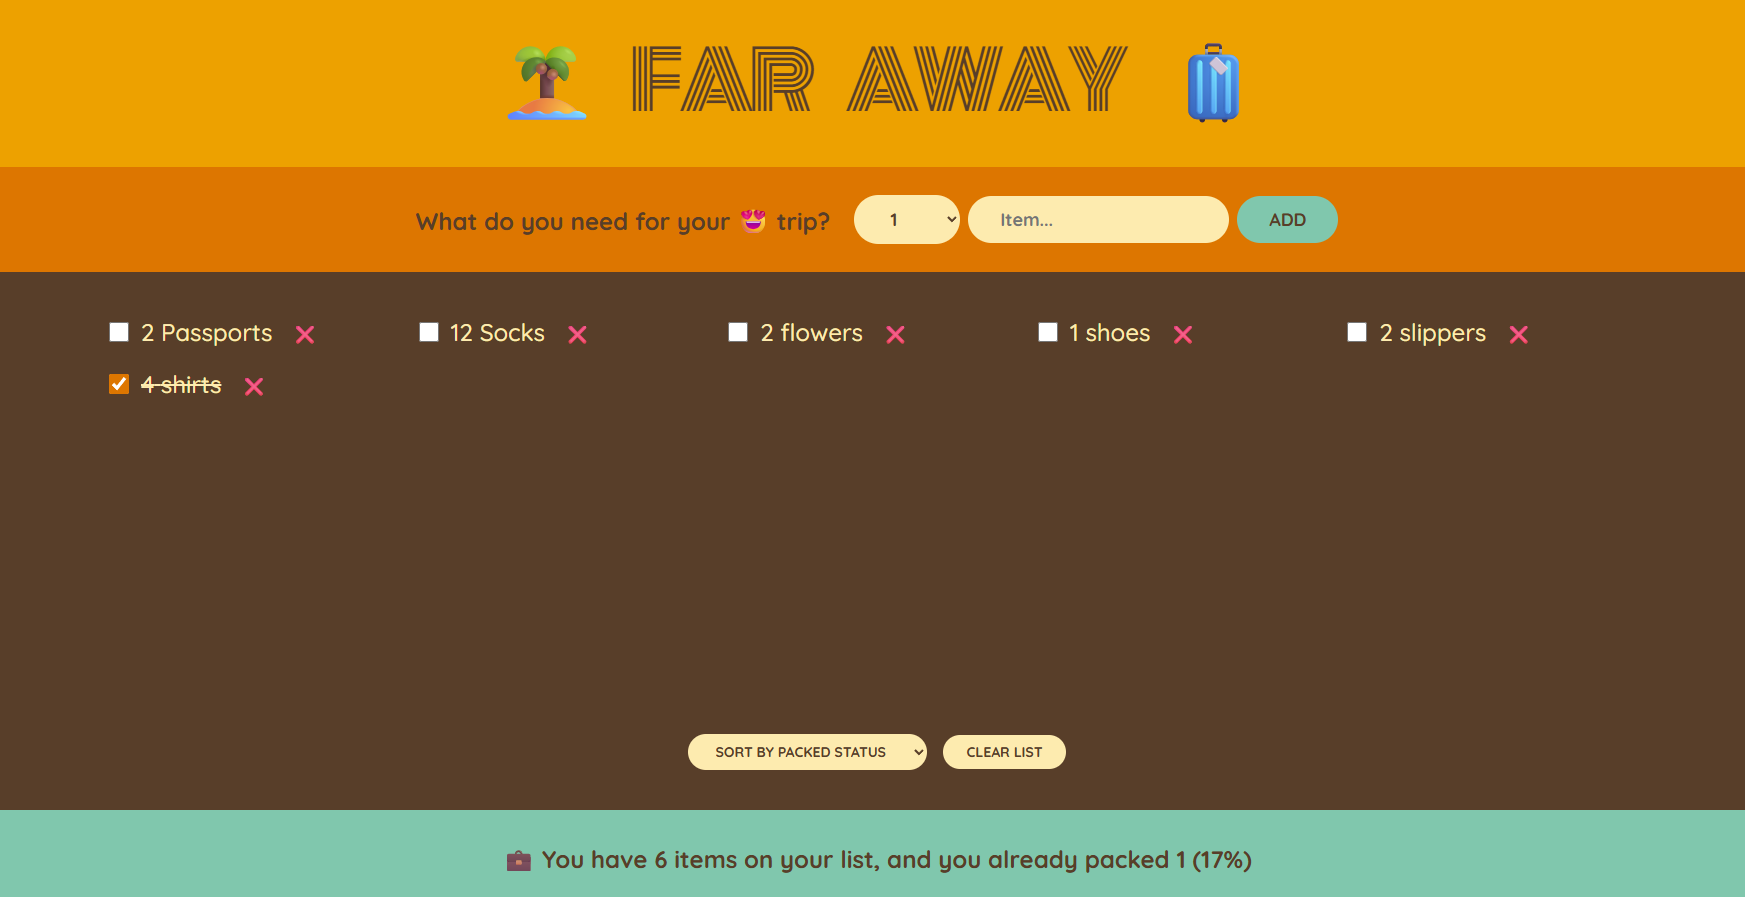 FAR AWAY
What do you need for your 😍 trip? 1 Item... ADD
2 Passports ❌ 12 Socks ❌ 2 flowers ❌ 1 shoes ❌ 2 slippers ❌
4 shirts ❌
SORT BY PACKED STATUS CLEAR LIST
💼 You have 6 items on your list, and you already packed 1 (17%)